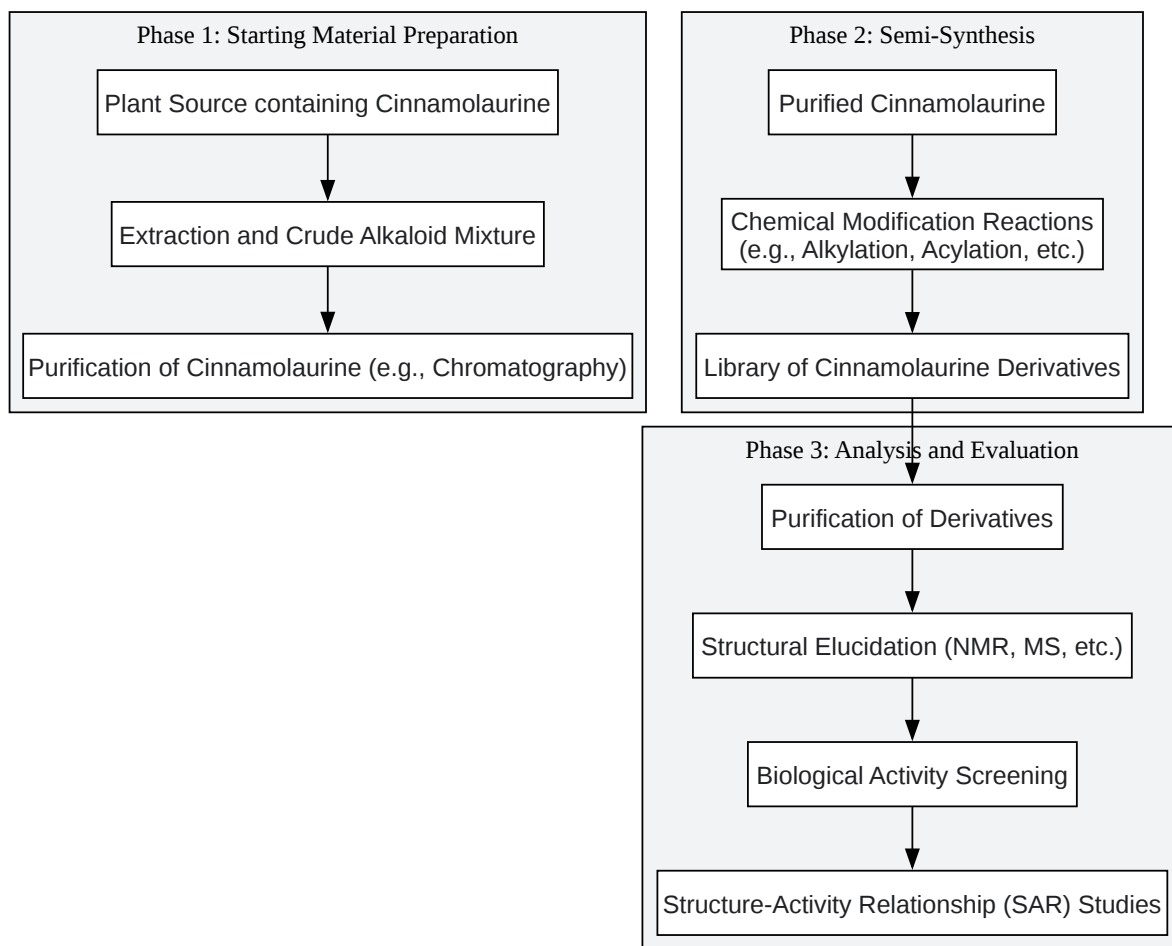 Phase 1: Starting Material Preparation
Plant Source containing Cinnamolaurine
Extraction and Crude Alkaloid Mixture
Purification of Cinnamolaurine (e.g., Chromatography)
Phase 2: Semi-Synthesis
Purified Cinnamolaurine
Chemical Modification Reactions
(e.g., Alkylation, Acylation, etc.)
Library of Cinnamolaurine Derivatives
Phase 3: Analysis and Evaluation
Purification of Derivatives
Structural Elucidation (NMR, MS, etc.)
Biological Activity Screening
Structure-Activity Relationship (SAR) Studies